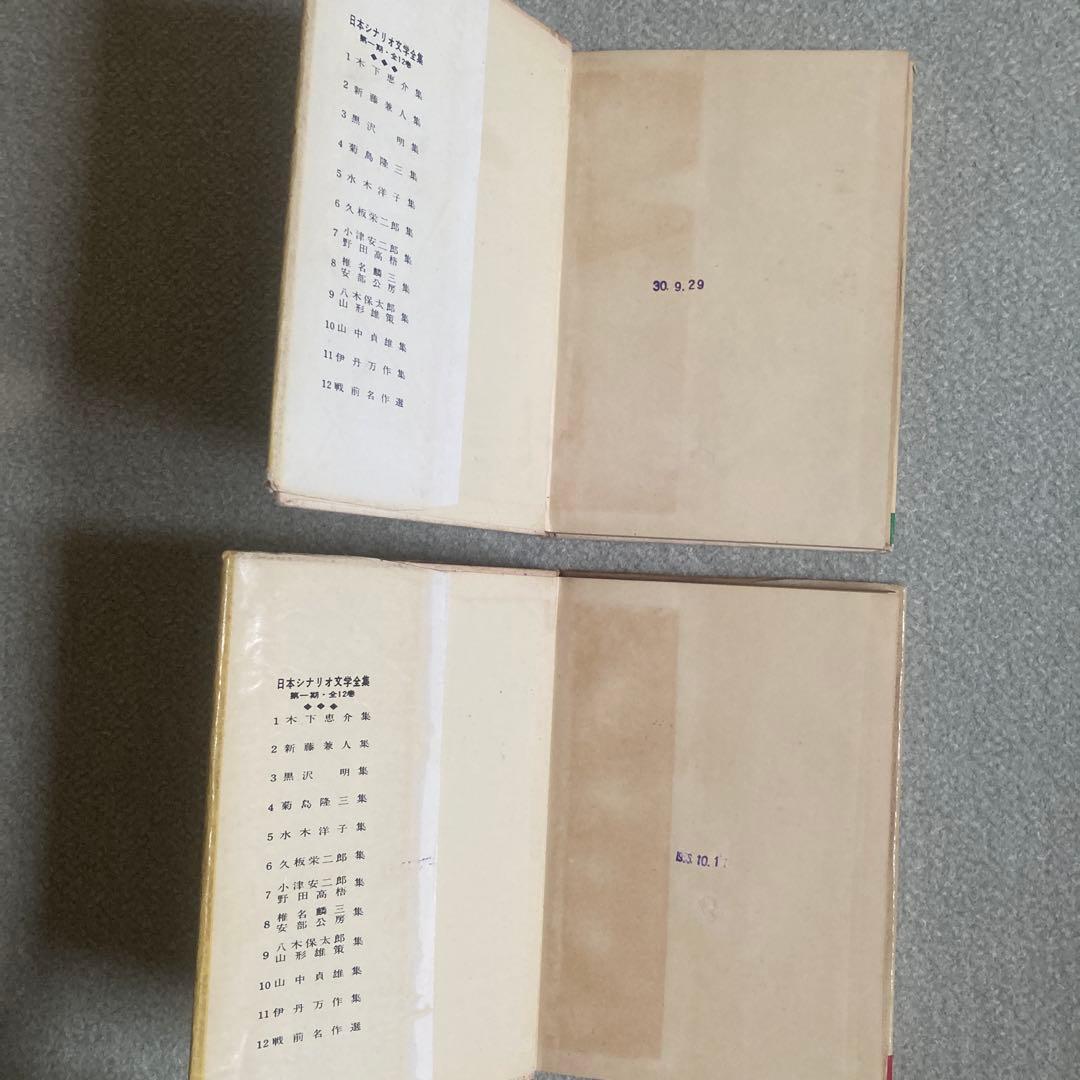 日本シナリオ文学全集
第一期・全12巻
◆◆◆
1 木下恵介集
2 新藤兼人集
3 黒沢　明集
4 菊島隆三集
5 水木洋子集
6 久板栄二郎集
7 小津安二郎
野田高梧集
8 椎名麟三
安部公房集
9 八木保太郎
山形雄策集
10 山中貞雄集
11 伊丹万作集
12 戦前名作選
30.9.29
日本シナリオ文学全集
第一期・全12巻
◆◆◆
1 木下恵介集
2 新藤兼人集
3 黒沢　明集
4 菊島隆三集
5 水木洋子集
6 久板栄二郎集
7 小津安二郎
野田高梧集
8 椎名麟三
安部公房集
9 八木保太郎
山形雄策集
10 山中貞雄集
11 伊丹万作集
12 戦前名作選